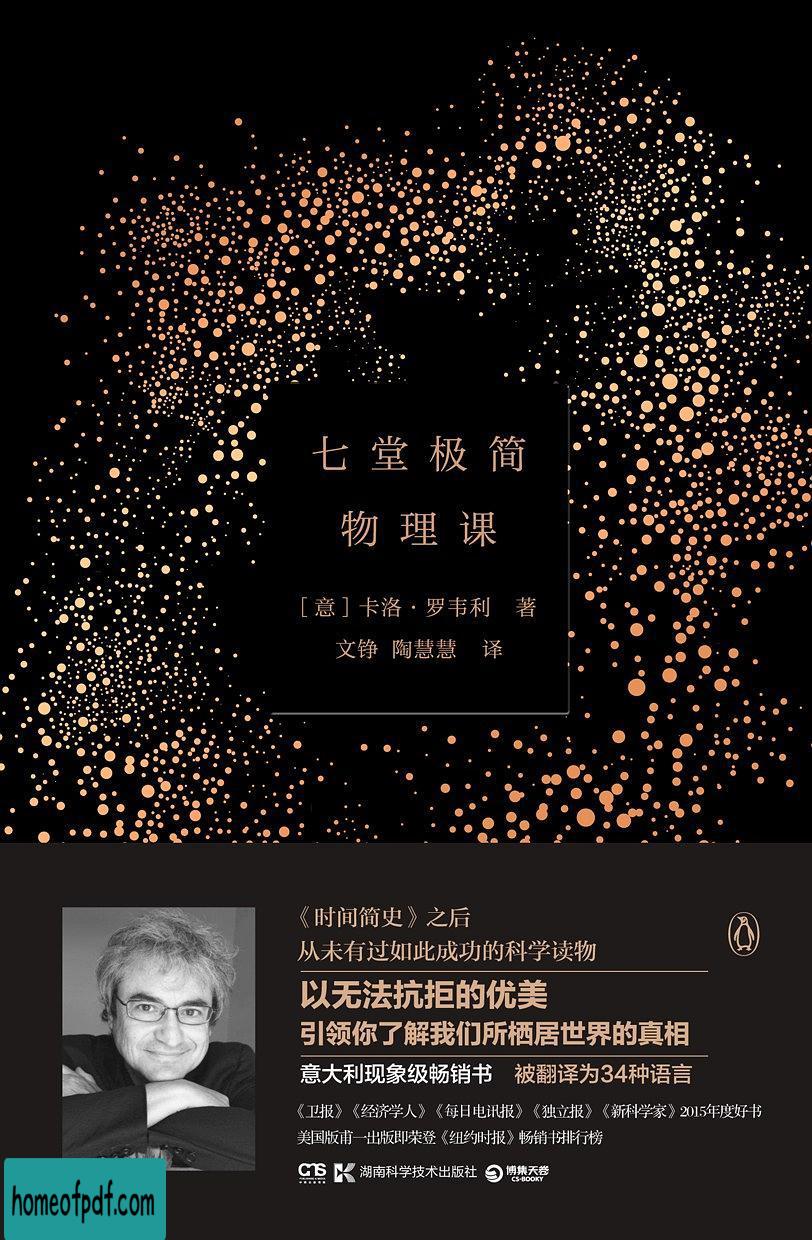 七堂极简
物理课
［意］卡洛·罗韦利 著
文铮 陶慧慧 译
《时间简史》之后
从未有过如此成功的科学读物
以无法抗拒的优美
引领你了解我们所栖居世界的真相
意大利现象级畅销书 被翻译为34种语言
《卫报》《经济学人》《每日电讯报》《独立报》《新科学家》2015年度好书
美国版甫一出版即荣登《纽约时报》畅销书排行榜
湖南科学技术出版社 博集天卷
CS-BOOKY
homeofpdf.com